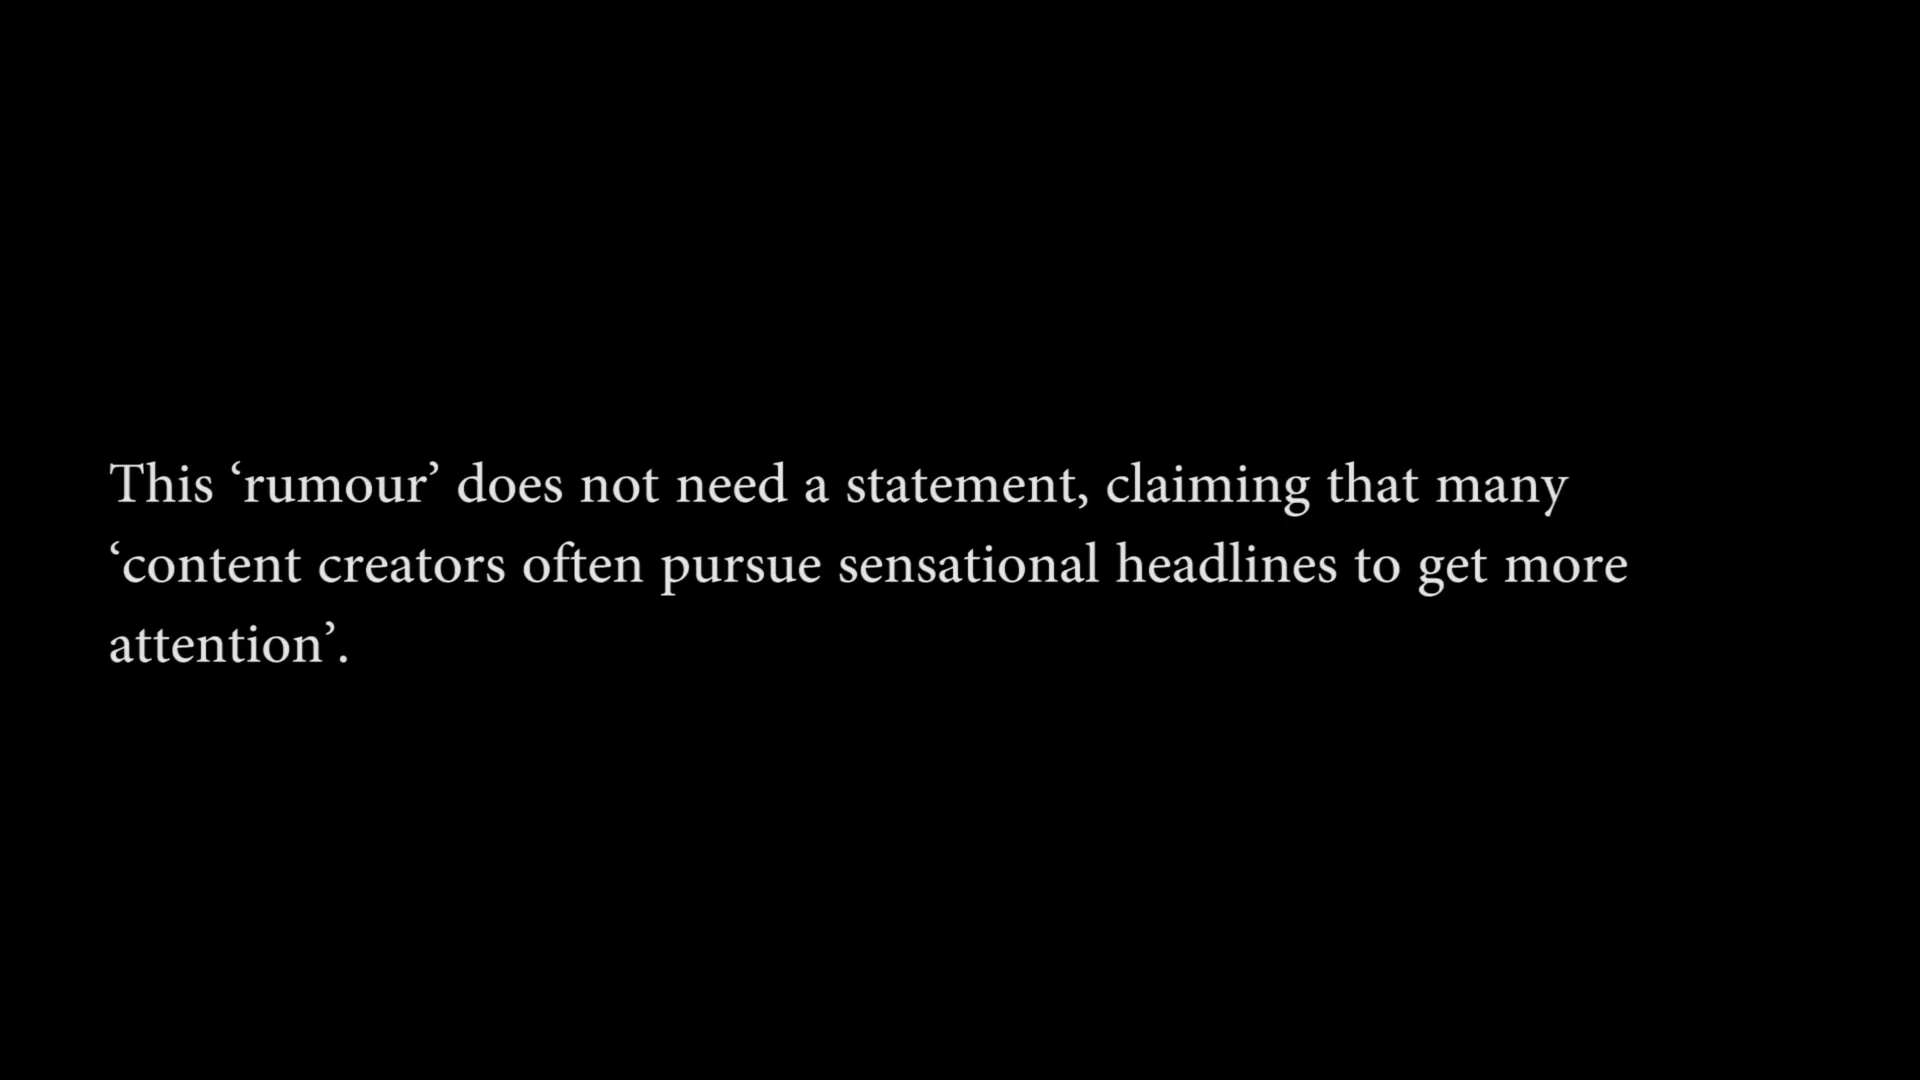 This ‘rumour’ does not need a statement, claiming that many
‘content creators often pursue sensational headlines to get more
attention’.